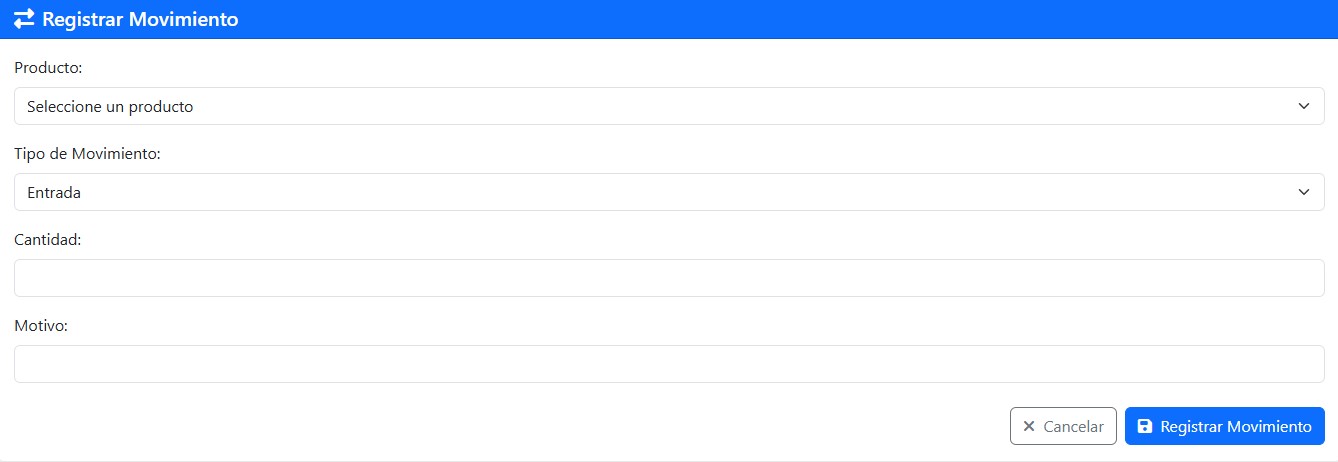 Registrar Movimiento
Producto:
Seleccione un producto
Tipo de Movimiento:
Entrada
Cantidad:
Motivo:
Cancelar Registrar Movimiento